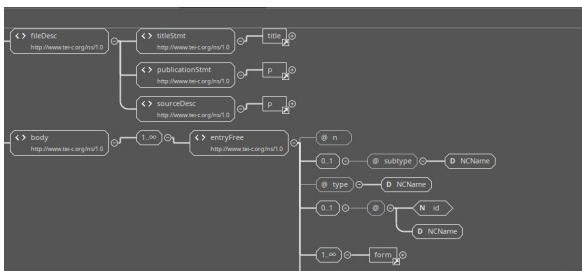 <> fileDesc
http://www.tei-c.org/ns/1.0
<> titleStmt
http://www.tei-c.org/ns/1.0
title
<> publicationStmt
http://www.tei-c.org/ns/1.0
p
<> sourceDesc
http://www.tei-c.org/ns/1.0
p
<> body
http://www.tei-c.org/ns/1.0
1..∞
<> entryFree
http://www.tei-c.org/ns/1.0
@ n
0..1
@ subtype
D NCName
@ type
D NCName
0..1
@
N id
D NCName
1..∞
form